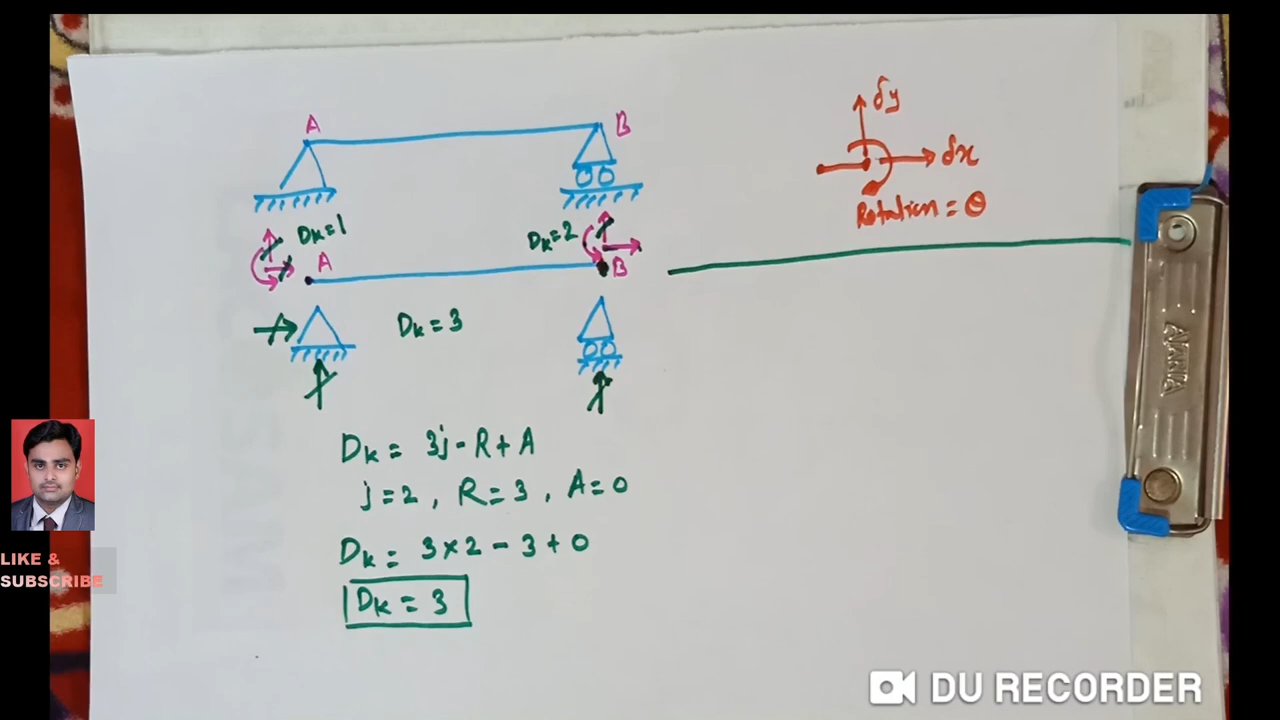 A
B
δy
δx
Rotation = θ
Dk=1
Dk=2
A
B
Dk = 3
Dk = 3j - R + A
j = 2 , R = 3 , A = 0
Dk = 3 × 2 - 3 + 0
Dk = 3
AJANTA
LIKE &
SUBSCRIBE
DU RECORDER